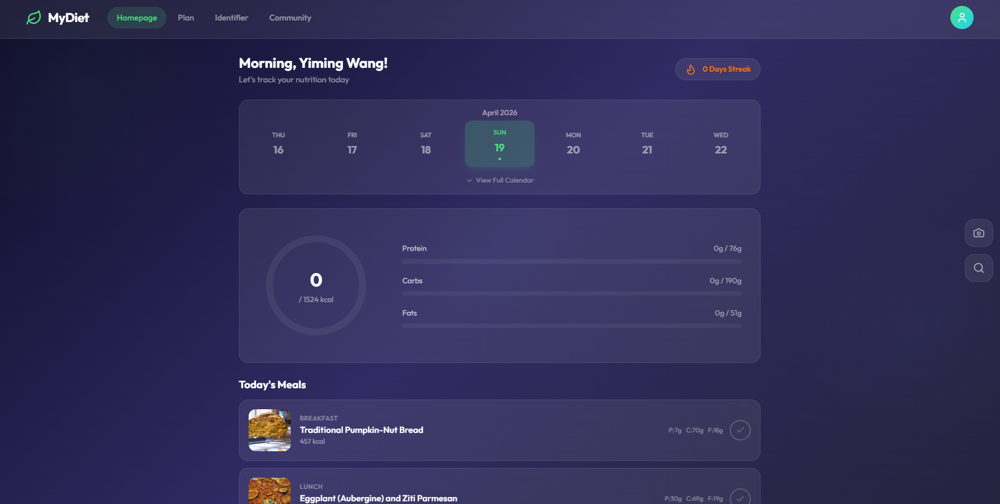 MyDiet
Homepage Plan Identifier Community
Morning, Yiming Wang!
Let's track your nutrition today
0 Days Streak
April 2026
THU FRI SAT SUN MON TUE WED
16 17 18 19 20 21 22
View Full Calendar
0
/ 1524 kcal
Protein 0g / 76g
Carbs 0g / 190g
Fats 0g / 51g
Today's Meals
BREAKFAST
Traditional Pumpkin-Nut Bread
457 kcal
P:7g C:70g F:18g
LUNCH
Eggplant (Aubergine) and Ziti Parmesan
P:30g C:69g F:19g